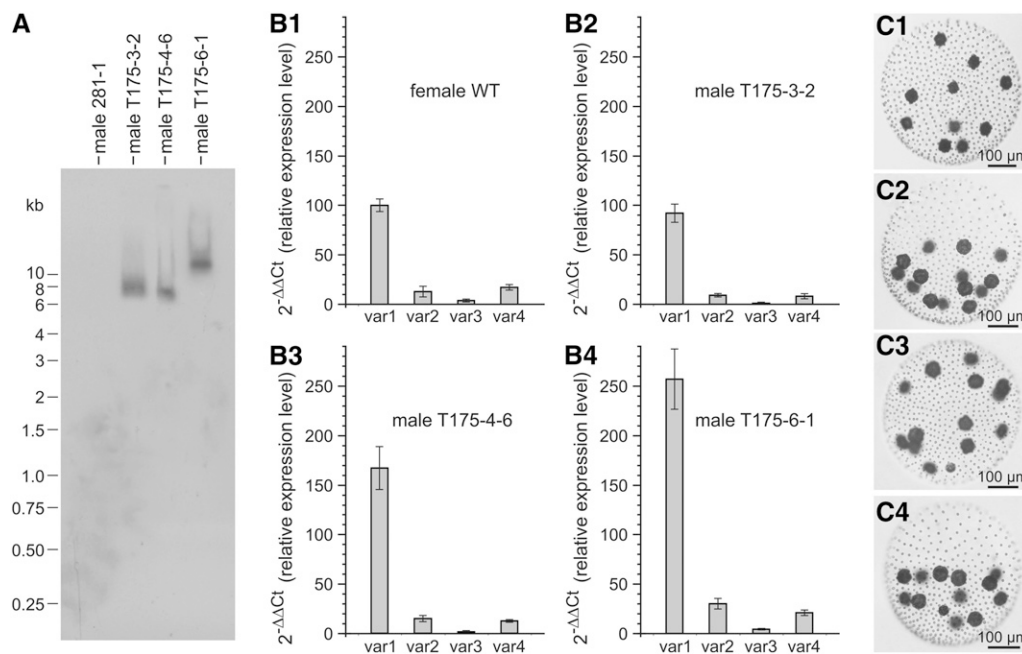 A
male 281-1
male T175-3-2
male T175-4-6
male T175-6-1
kb
10
8
6
4
3
2
1.5
1.0
0.75
0.50
0.25
B1
2-ΔΔCt (relative expression level)
250
200
150
100
50
0
female WT
var1 var2 var3 var4
B2
2-ΔΔCt (relative expression level)
250
200
150
100
50
0
male T175-3-2
var1 var2 var3 var4
B3
2-ΔΔCt (relative expression level)
250
200
150
100
50
0
male T175-4-6
var1 var2 var3 var4
B4
2-ΔΔCt (relative expression level)
250
200
150
100
50
0
male T175-6-1
var1 var2 var3 var4
C1
100 µm
C2
100 µm
C3
100 µm
C4
100 µm